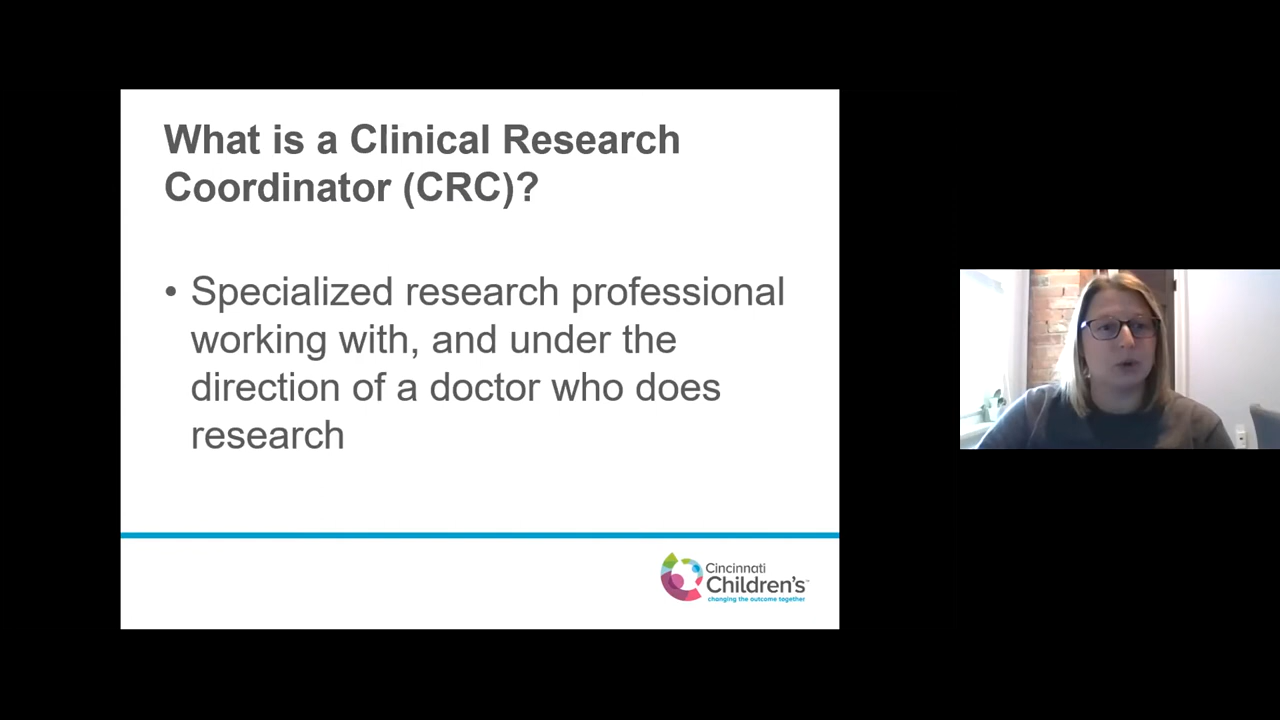 What is a Clinical Research
Coordinator (CRC)?
• Specialized research professional
working with, and under the
direction of a doctor who does
research
Cincinnati
Children's™
changing the outcome together